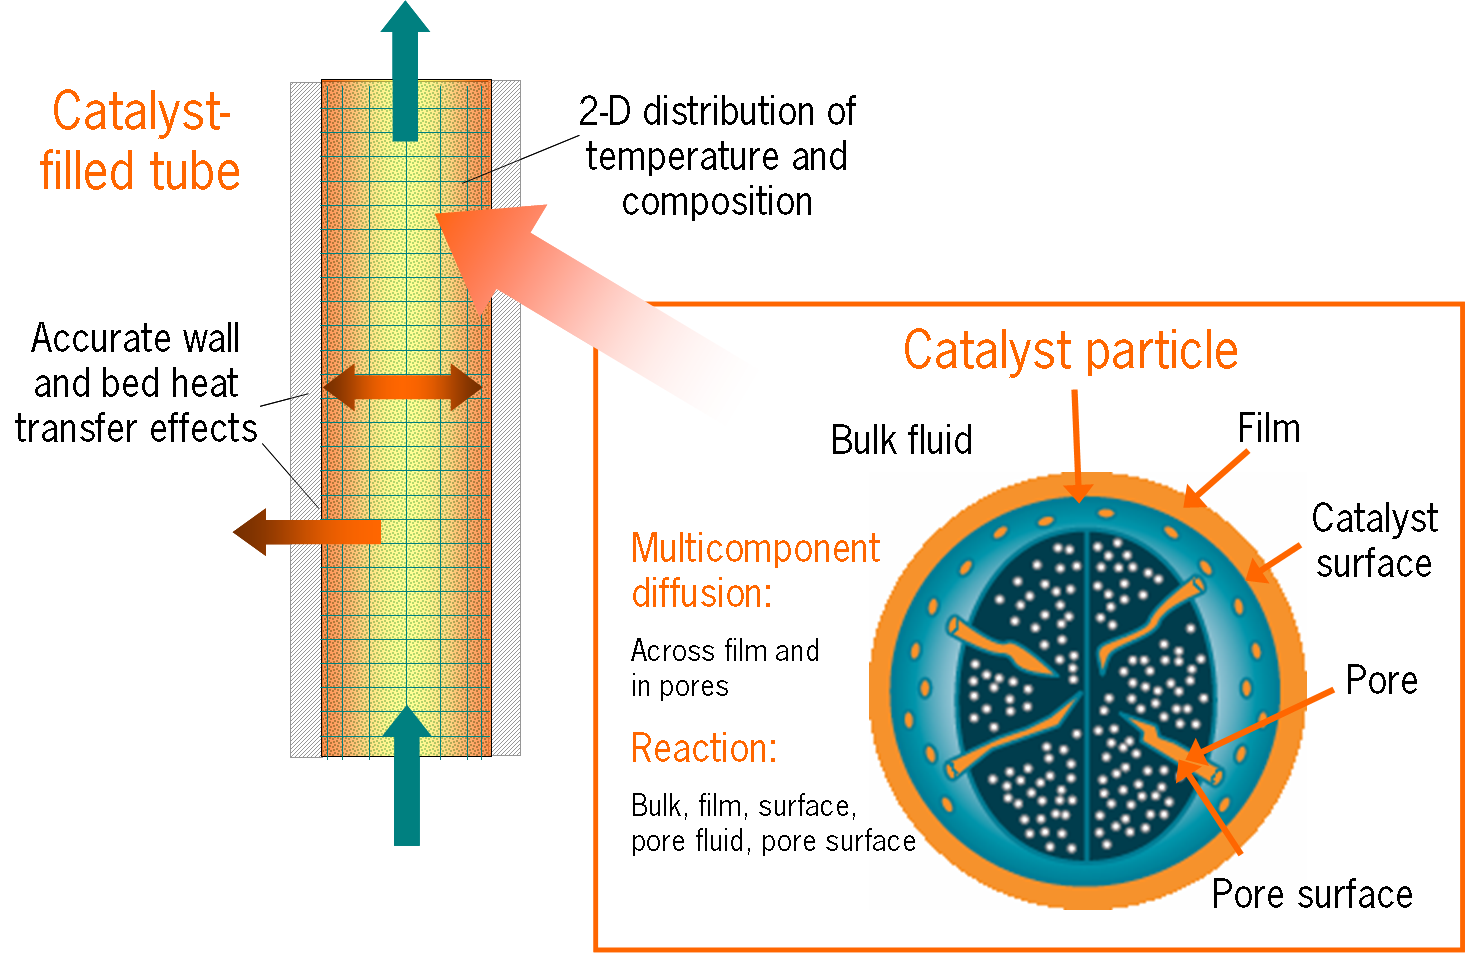 Catalyst-
filled tube
2-D distribution of
temperature and
composition
Accurate wall
and bed heat
transfer effects
Catalyst particle
Bulk fluid
Film
Catalyst
surface
Multicomponent
diffusion:
Across film and
in pores
Pore
Reaction:
Bulk, film, surface,
pore fluid, pore surface
Pore surface